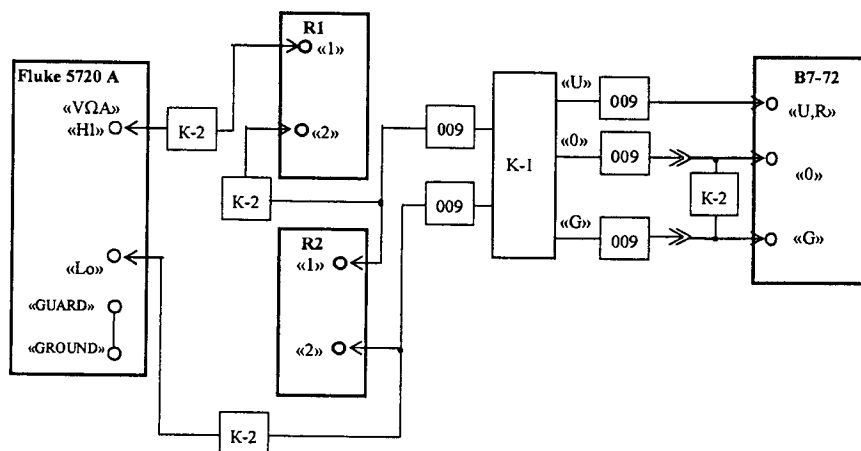 Fluke 5720 A
«VΩA»
«HI»
«Lo»
«GUARD»
«GROUND»
K-2
R1
«1»
«2»
K-2
R2
«1»
«2»
K-2
009
009
K-1
«U»
009
«0»
009
«G»
009
K-2
B7-72
«U,R»
«0»
«G»